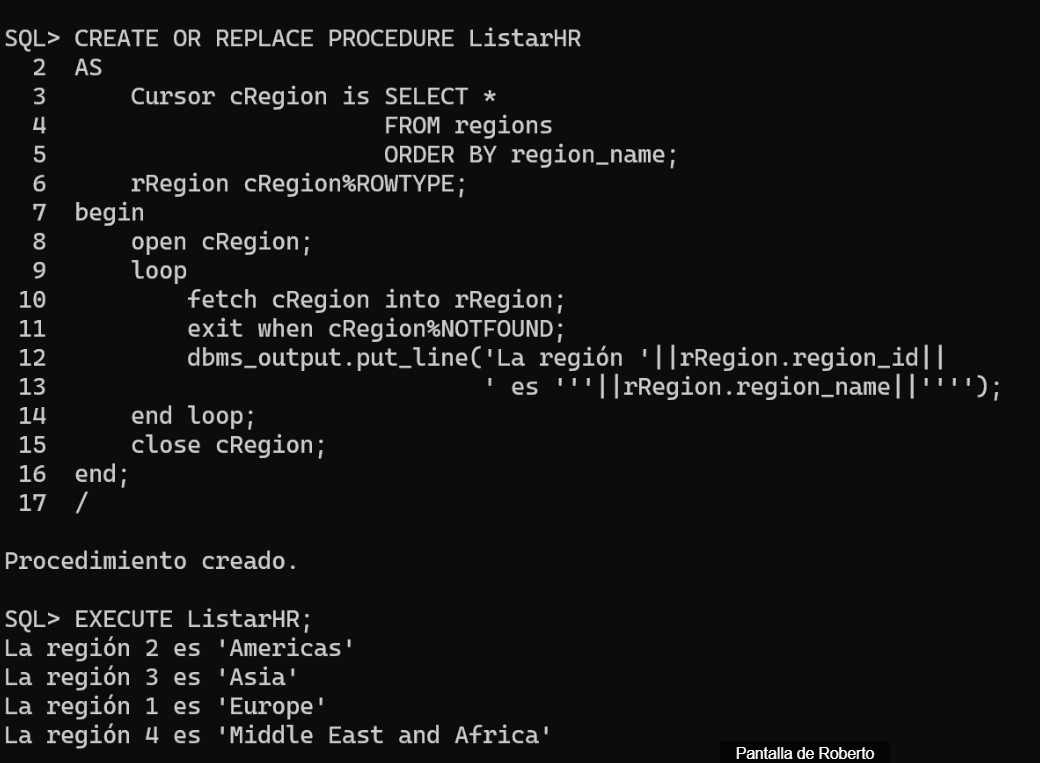 SQL> CREATE OR REPLACE PROCEDURE ListarHR
  2  AS
  3      Cursor cRegion is SELECT *
  4                        FROM regions
  5                        ORDER BY region_name;
  6      rRegion cRegion%ROWTYPE;
  7  begin
  8      open cRegion;
  9      loop
 10          fetch cRegion into rRegion;
 11          exit when cRegion%NOTFOUND;
 12          dbms_output.put_line('La región '||rRegion.region_id||
 13                               ' es '''||rRegion.region_name||'''');
 14      end loop;
 15      close cRegion;
 16  end;
 17  /
Procedimiento creado.
SQL> EXECUTE ListarHR;
La región 2 es 'Americas'
La región 3 es 'Asia'
La región 1 es 'Europe'
La región 4 es 'Middle East and Africa'
Pantalla de Roberto